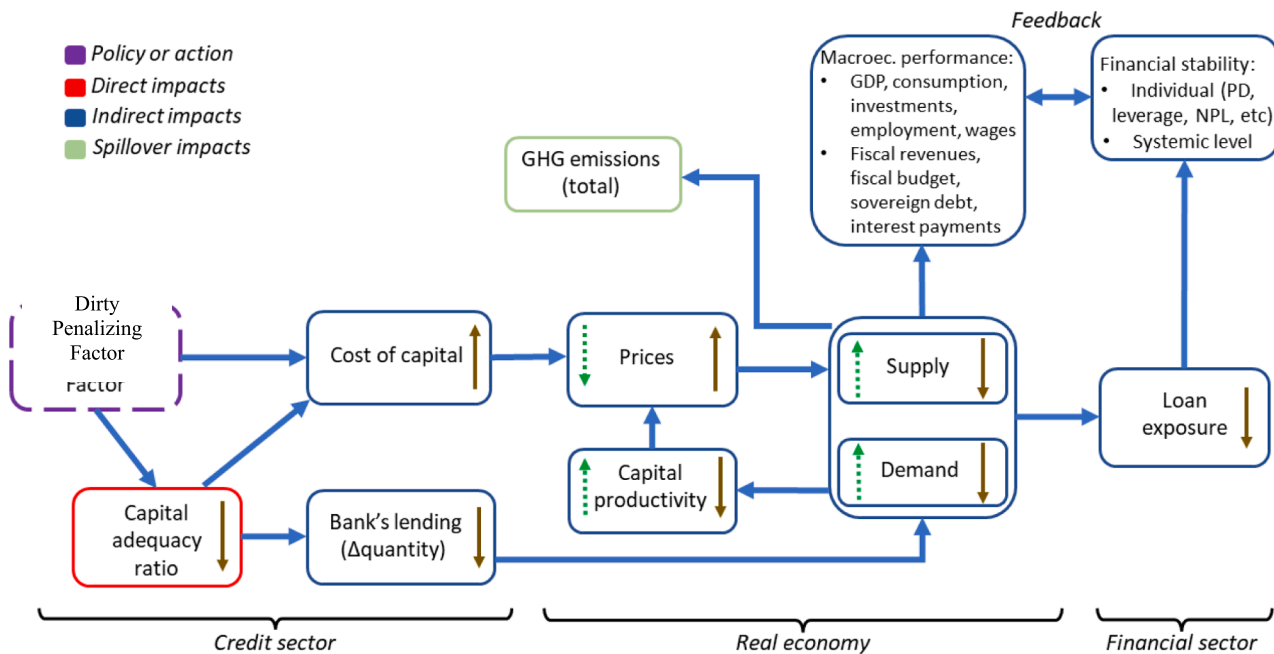 Feedback
Policy or action
Direct impacts
Indirect impacts
Spillover impacts
Macroec. performance:
• GDP, consumption,
investments,
employment, wages
• Fiscal revenues,
fiscal budget,
sovereign debt,
interest payments
Financial stability:
• Individual (PD,
leverage, NPL, etc)
• Systemic level
GHG emissions
(total)
Dirty
Penalizing
Factor
Factor
Cost of capital
Prices
Supply
Loan
exposure
Capital
adequacy
ratio
Bank's lending
(Δquantity)
Capital
productivity
Demand
Credit sector
Real economy
Financial sector